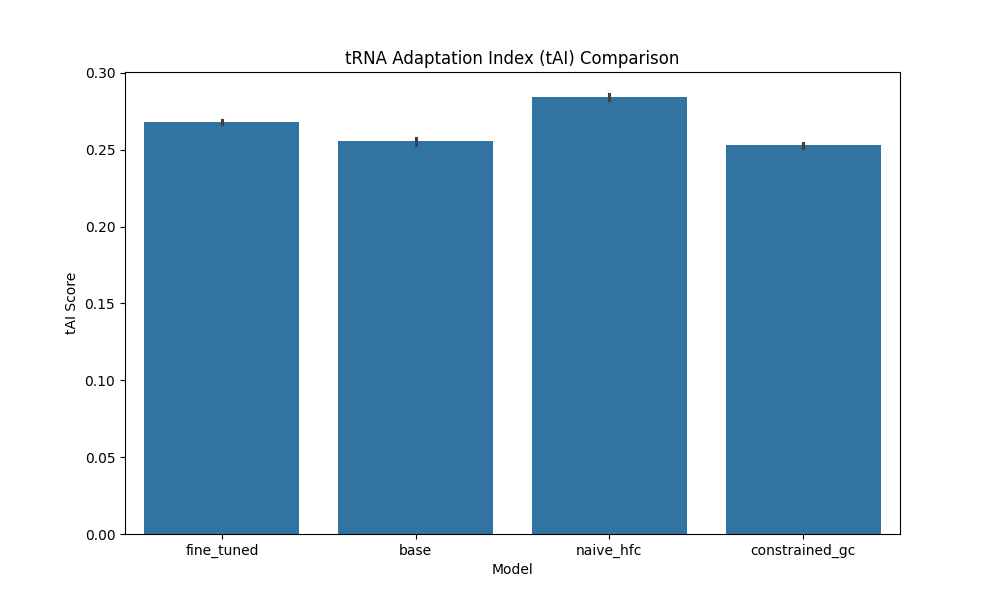 tRNA Adaptation Index (tAI) Comparison
0.30
0.25
0.20
0.15
0.10
0.05
0.00
tAI Score
fine_tuned
base
naive_hfc
constrained_gc
Model